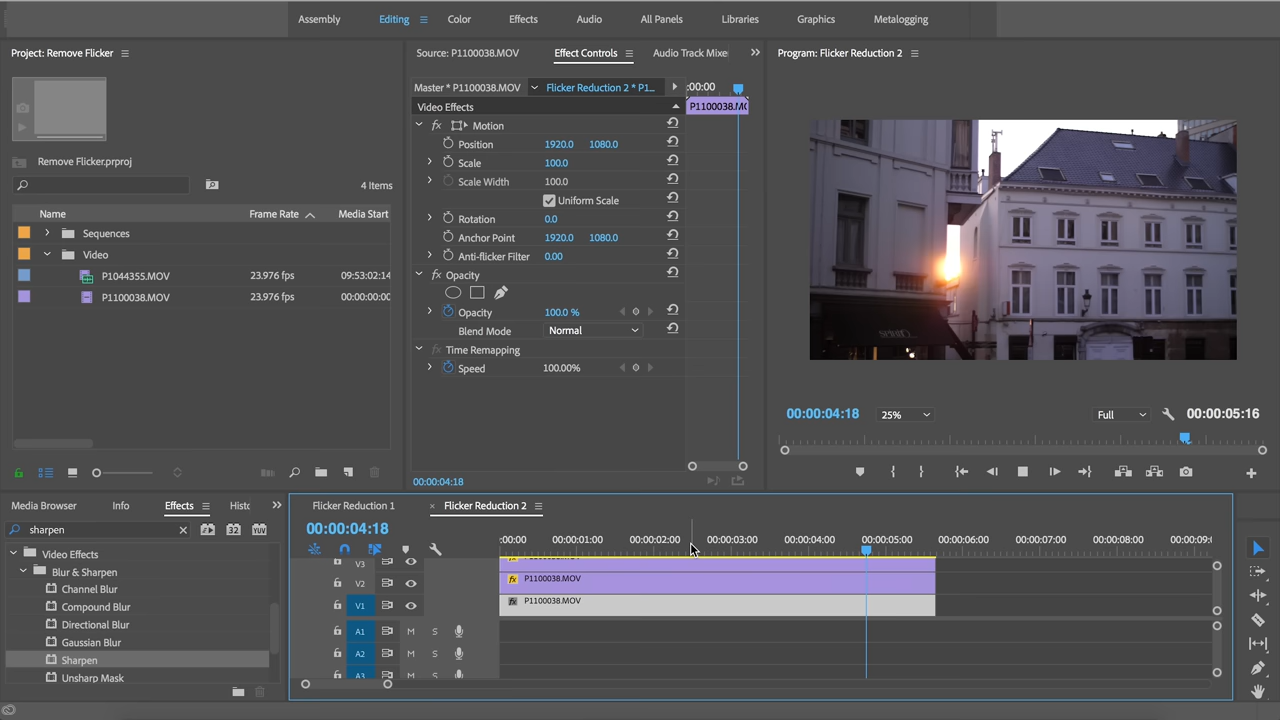 Assembly Editing Color Effects Audio All Panels Libraries Graphics Metalogging
Project: Remove Flicker
Remove Flicker.prproj
4 Items
Name Frame Rate Media Start
Sequences
Video
P1044355.MOV 23.976 fps 09:53:02:14
P1100038.MOV 23.976 fps 00:00:00:00
Source: P1100038.MOV Effect Controls Audio Track Mixe
Master * P1100038.MOV Flicker Reduction 2 * P1... :00:00
Video Effects P1100038.MO
fx Motion
Position 1920.0 1080.0
Scale 100.0
Scale Width 100.0
Uniform Scale
Rotation 0.0
Anchor Point 1920.0 1080.0
Anti-flicker Filter 0.00
fx Opacity
Opacity 100.0 %
Blend Mode Normal
fx Time Remapping
Speed 100.00%
00:00:04:18
Program: Flicker Reduction 2
00:00:04:18 25% Full 00:00:05:16
Media Browser Info Effects Histo
sharpen 32 YUV
Video Effects
Blur & Sharpen
Channel Blur
Compound Blur
Directional Blur
Gaussian Blur
Sharpen
Unsharp Mask
Flicker Reduction 1 × Flicker Reduction 2
00:00:04:18
:00:00 00:00:01:00 00:00:02:00 00:00:03:00 00:00:04:00 00:00:05:00 00:00:06:00 00:00:07:00 00:00:08:00 00:00:09:0
V3
V2 fx P1100038.MOV
V1 fx P1100038.MOV
A1 M S
A2 M S
A3 M S